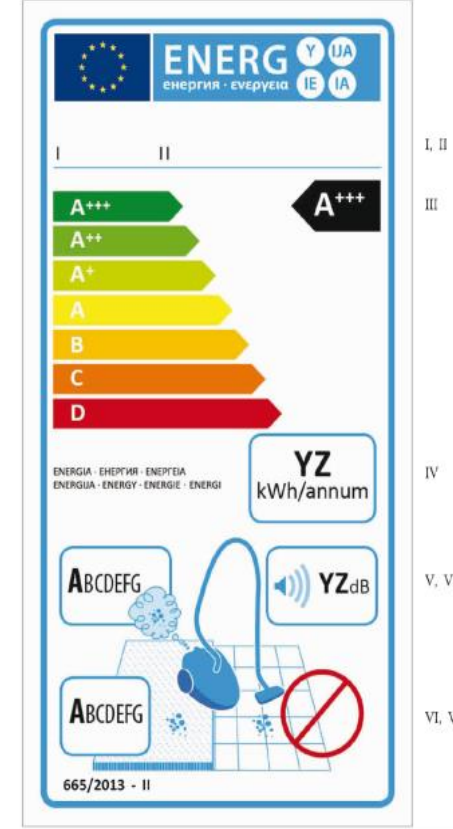 ENERG Y IJA
енергия · ενεργεια IE IA
I II
I, II
A+++ A+++
III
A++
A+
A
B
C
D
ENERGIA · ЕНЕРГИЯ · ΕΝΕΡΓΕΙΑ
ENERGIJA · ENERGY · ENERGIE · ENERGI
YZ
kWh/annum
IV
ABCDEFG
YZdB
V, V
ABCDEFG
VI, V
665/2013 - II